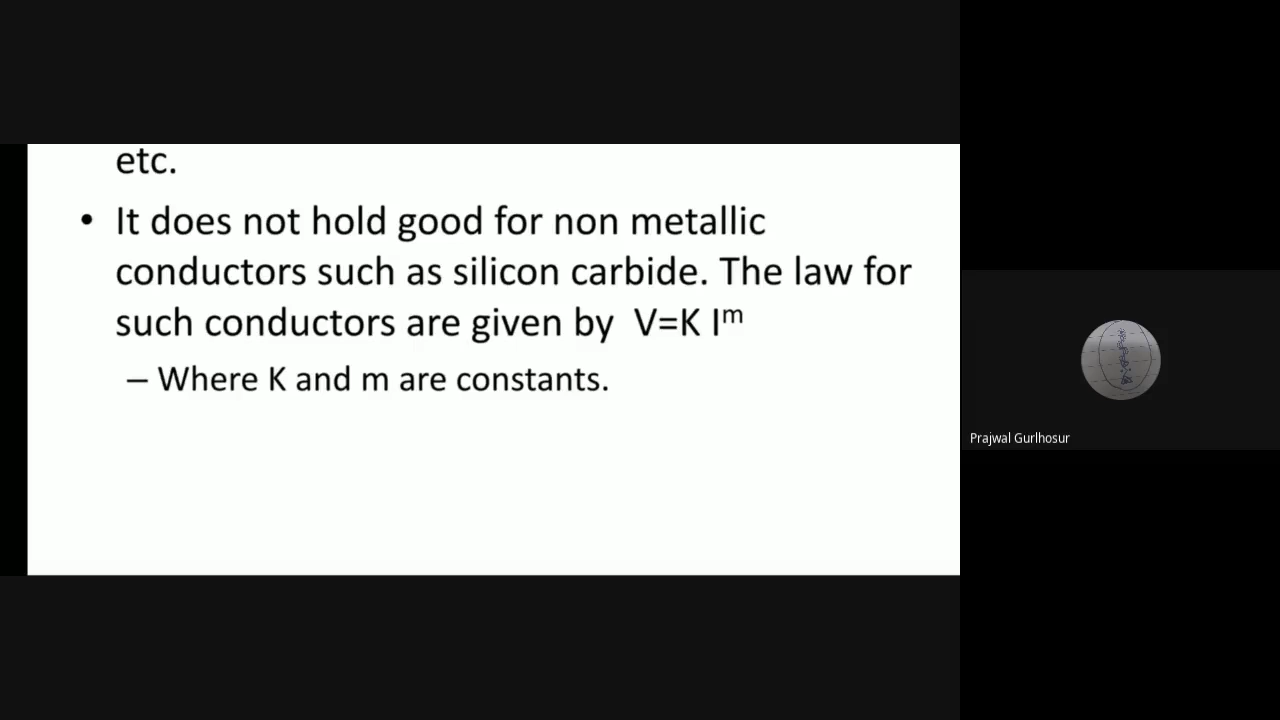 etc.
• It does not hold good for non metallic
conductors such as silicon carbide. The law for
such conductors are given by V=K Iᵐ
– Where K and m are constants.
Prajwal Gurlhosur